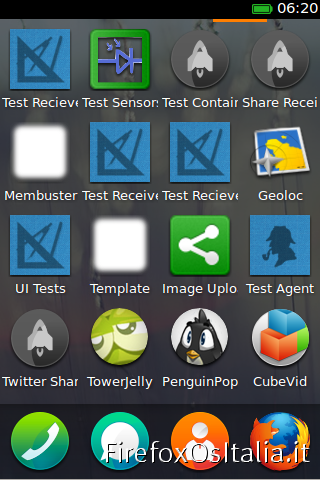 06:20
Test Recieve Test Sensors Test Contain Share Recei
Membuster Test Receive Test Recieve Geoloc
UI Tests Template Image Uplo Test Agent
Twitter Shar TowerJelly PenguinPop CubeVid
FirefoxOsItalia.it